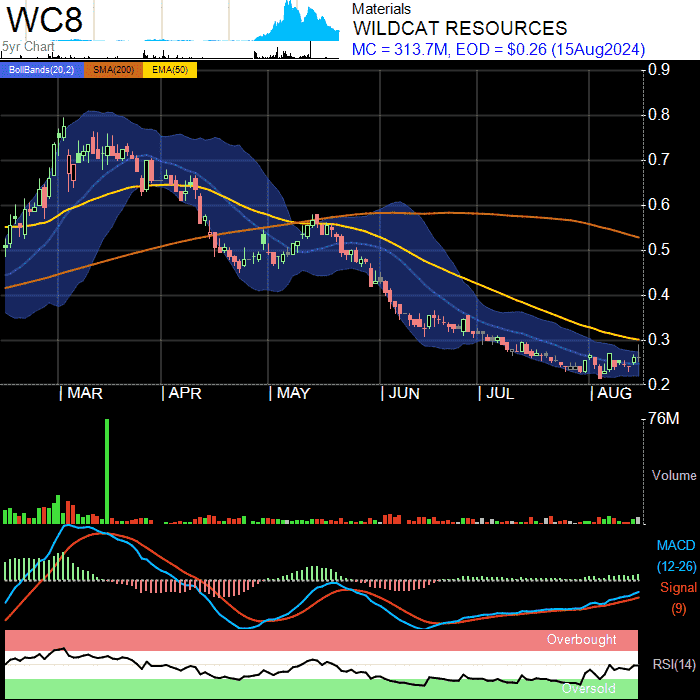 WC8
5yr Chart
Materials
WILDCAT RESOURCES
MC = 313.7M, EOD = $0.26 (15Aug2024)
BollBands(20,2) SMA(200) EMA(50)
0.9
0.8
0.7
0.6
0.5
0.4
0.3
0.2
MAR APR MAY JUN JUL AUG
76M
Volume
MACD
(12-26)
Signal
(9)
Overbought
RSI(14)
Oversold